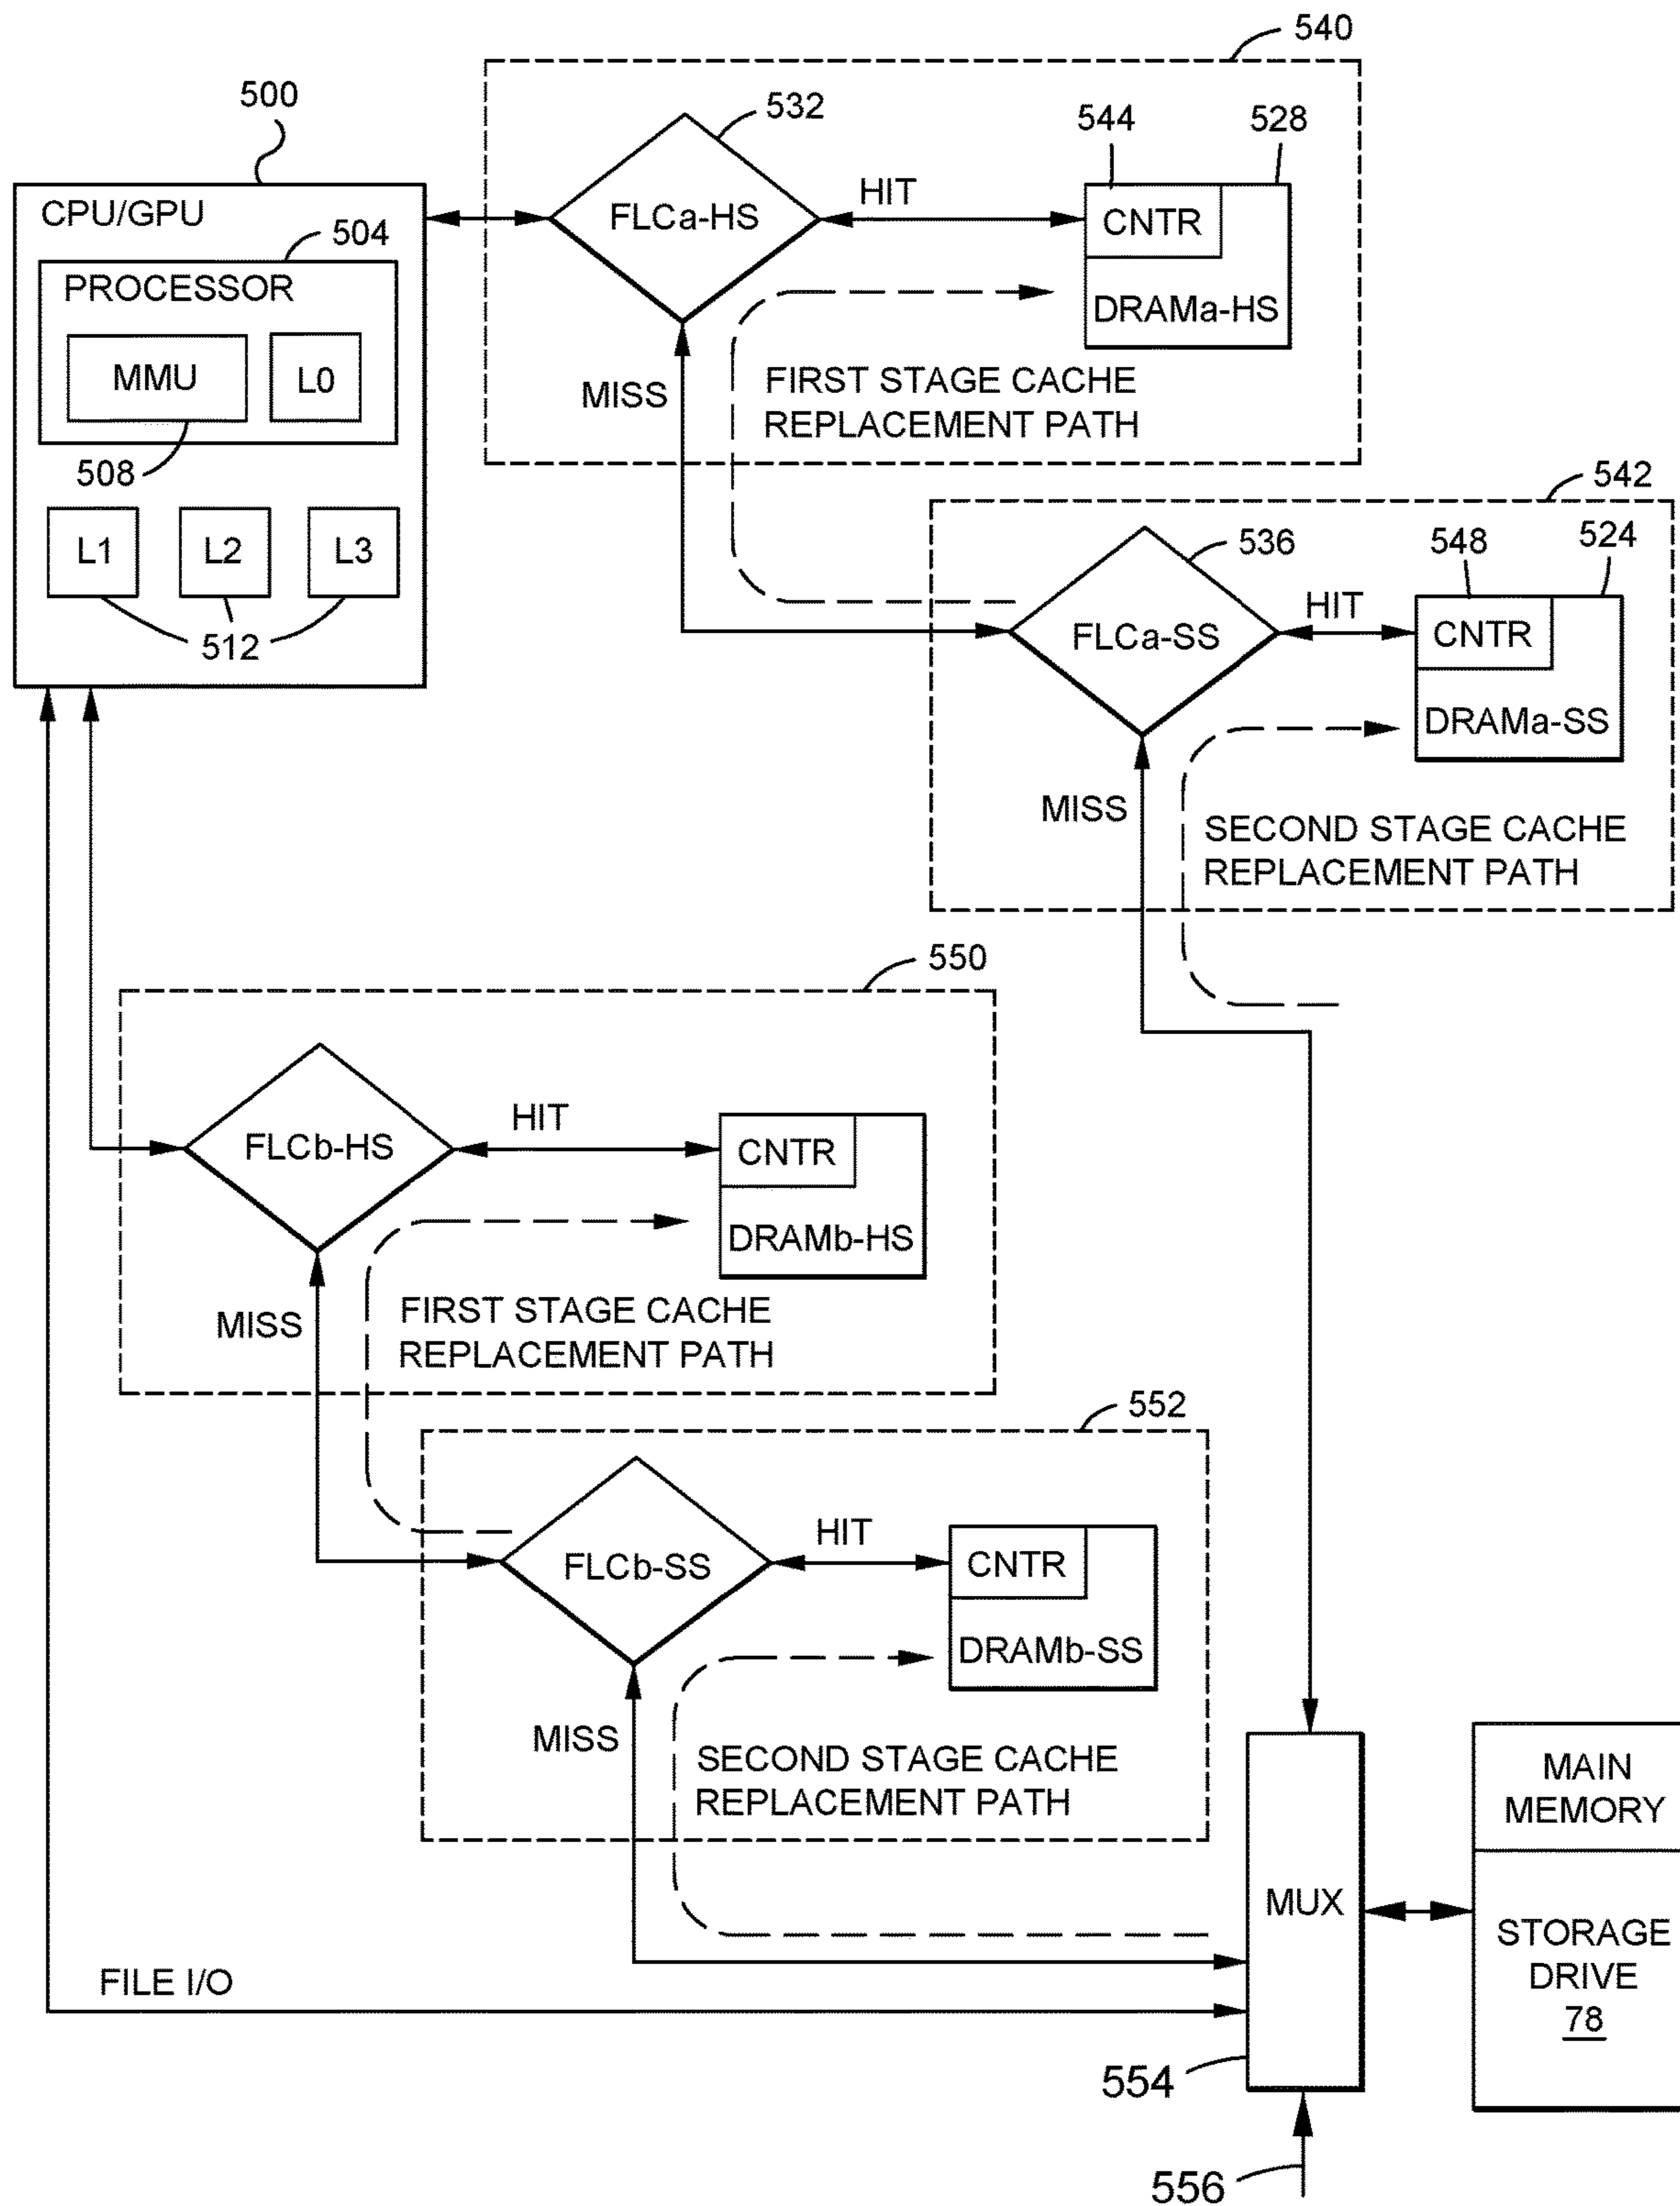 540
500
532
544
528
CPU/GPU
504
PROCESSOR
MMU
L0
508
L1
L2
L3
512
FLCa-HS
HIT
CNTR
DRAMa-HS
MISS
FIRST STAGE CACHE
REPLACEMENT PATH
542
536
548
524
FLCa-SS
HIT
CNTR
DRAMa-SS
MISS
SECOND STAGE CACHE
REPLACEMENT PATH
550
FLCb-HS
HIT
CNTR
DRAMb-HS
MISS
FIRST STAGE CACHE
REPLACEMENT PATH
552
FLCb-SS
HIT
CNTR
DRAMb-SS
MISS
SECOND STAGE CACHE
REPLACEMENT PATH
MAIN
MEMORY
MUX
STORAGE
DRIVE
78
FILE I/O
554
556